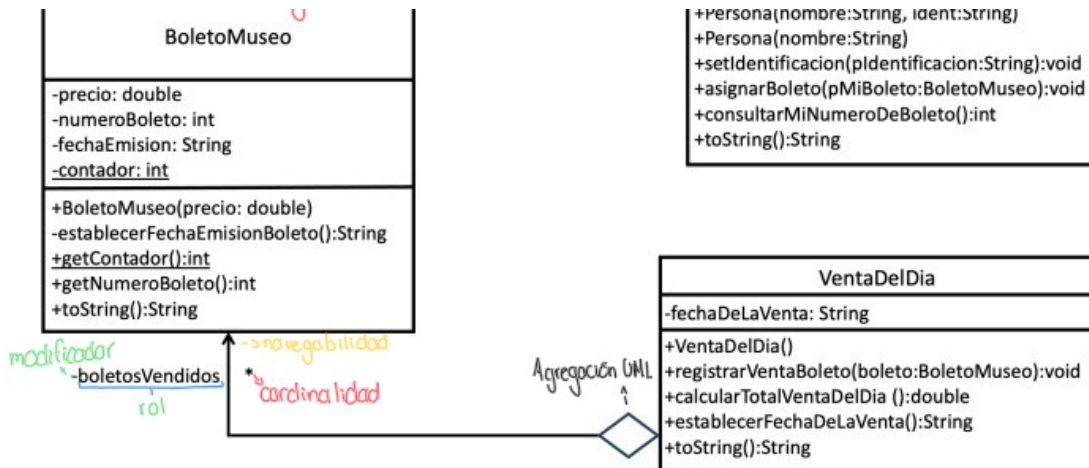 BoletoMuseo
-precio: double
-numeroBoleto: int
-fechaEmision: String
-contador: int
+BoletoMuseo(precio: double)
-establecerFechaEmisionBoleto():String
+getContador():int
+getNumeroBoleto():int
+toString():String
+Persona(nombre:String, ident:String)
+Persona(nombre:String)
+setIdentificacion(pIdentificacion:String):void
+asignarBoleto(pMiBoleto:BoletoMuseo):void
+consultarMiNumeroDeBoleto():int
+toString():String
modificador
-boletosVendidos
rol
->navegabilidad
*
cardinalidad
Agregación UML
VentaDelDia
-fechaDeLaVenta: String
+VentaDelDia()
+registrarVentaBoleto(boleto:BoletoMuseo):void
+calcularTotalVentaDelDia ():double
+establecerFechaDeLaVenta():String
+toString():String